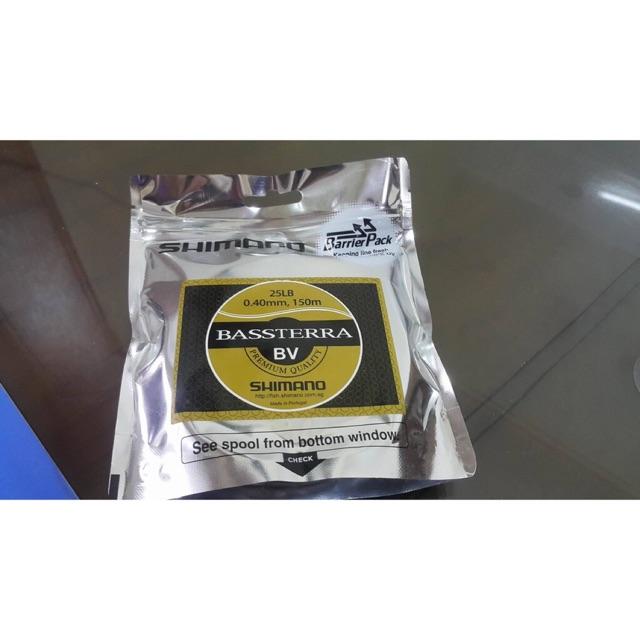 SHIMANO
BarrierPack
Keeping line fresh
25LB
0.40mm, 150m
BASSTERRA
BV
PREMIUM QUALITY
SHIMANO
http://fish.shimano.com.sg
Made in Portugal
See spool from bottom window.
CHECK